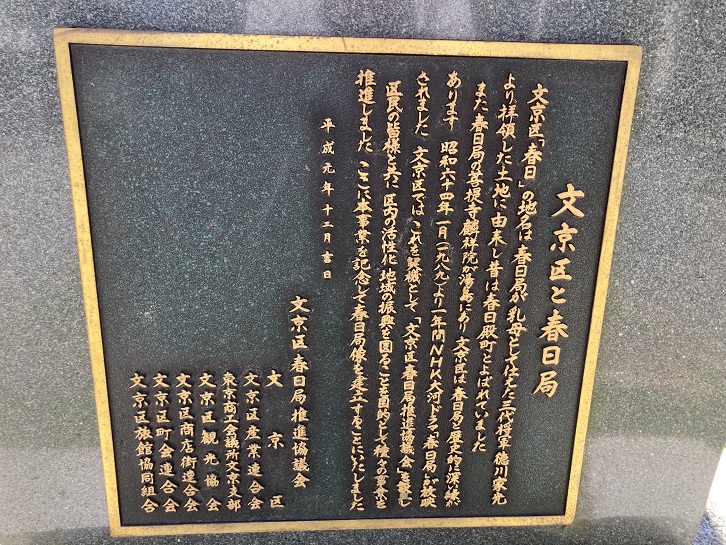 文京区と春日局
文京区「春日」の地名は春日局が乳母として仕えた三代将軍徳川家光
より拝領した土地に由来し昔は春日殿町とよばれていました
また春日局の菩提寺麟祥院が湯島にあり文京区は春日局と歴史的に深い縁が
あります 昭和六十四年一月(一九八九)より一年間NHK大河ドラマ「春日局」が放映
されました 文京区ではこれを契機として「文京区春日局推進協議会」を設置し
区民の皆様と共に区内の活性化 地域の振興を図ることを目的として種々の事業を
推進しました ここに本事業を記念して春日局像を建立することにいたしました
平成元年十二月吉日
文京区春日局推進協議会
文京区
文京区産業連合会
東京商工会議所文京支部
文京区観光協会
文京区商店街連合会
文京区町会連合会
文京区旅館協同組合